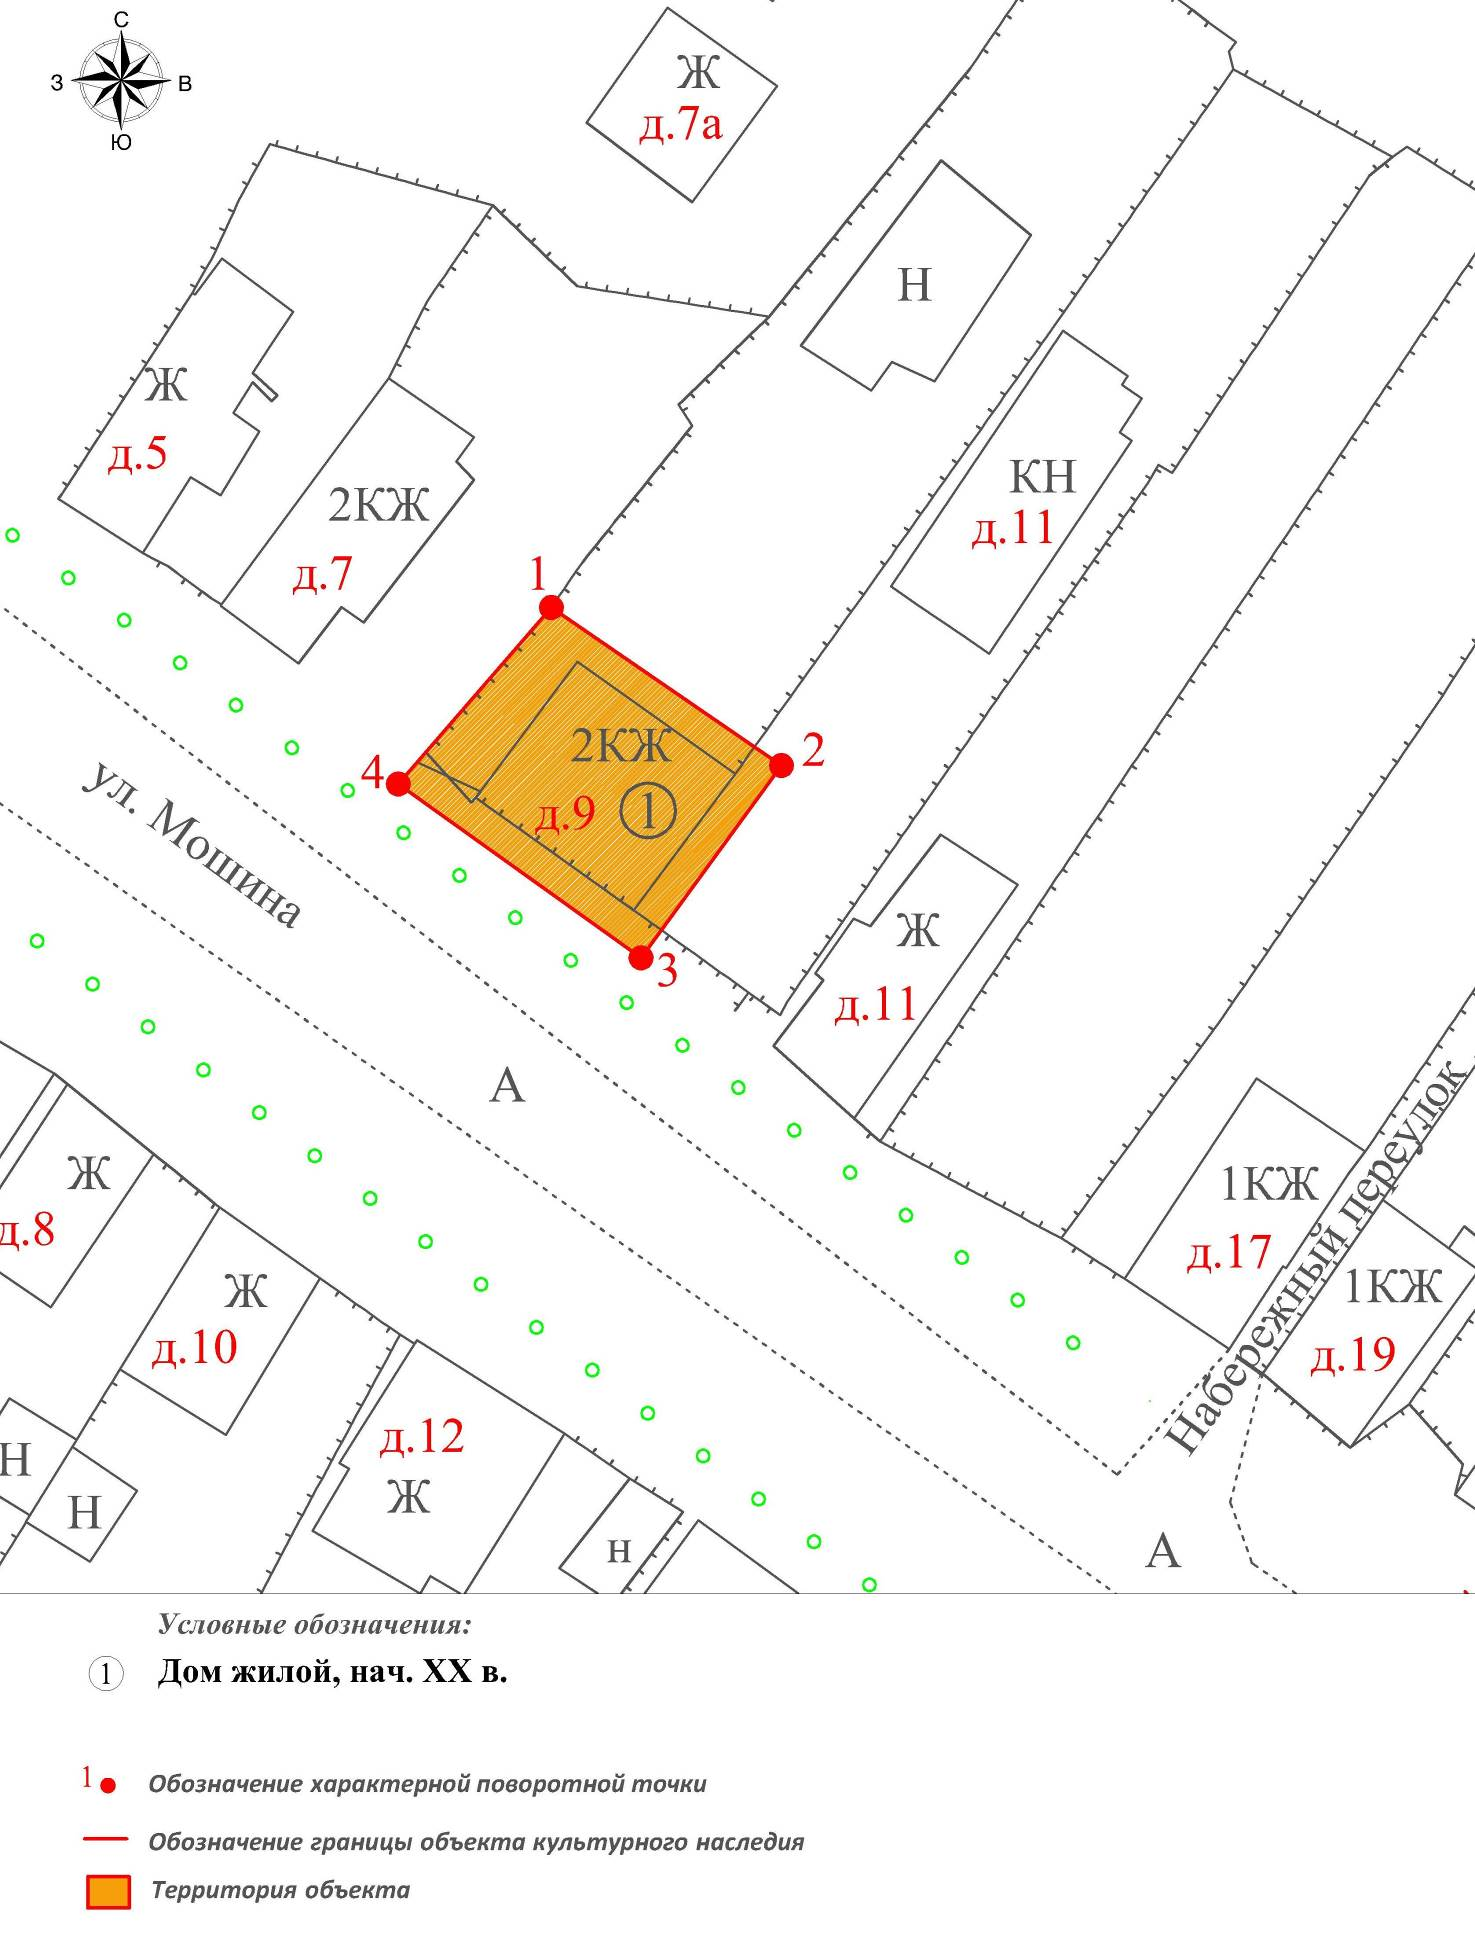 С
З
В
Ю
Ж
д.7а
Н
Ж
д.5
2КЖ
д.7
КН
д.11
1
2
2КЖ
4
д.9
1
3
ул. Мошина
Ж
д.11
А
Ж
д.8
1КЖ
д.17
Набережный переулок
1КЖ
д.19
Ж
д.10
Н
Н
д.12
Ж
н
А
Условные обозначения:
1
Дом жилой, нач. XX в.
1
Обозначение характерной поворотной точки
Обозначение границы объекта культурного наследия
Территория объекта